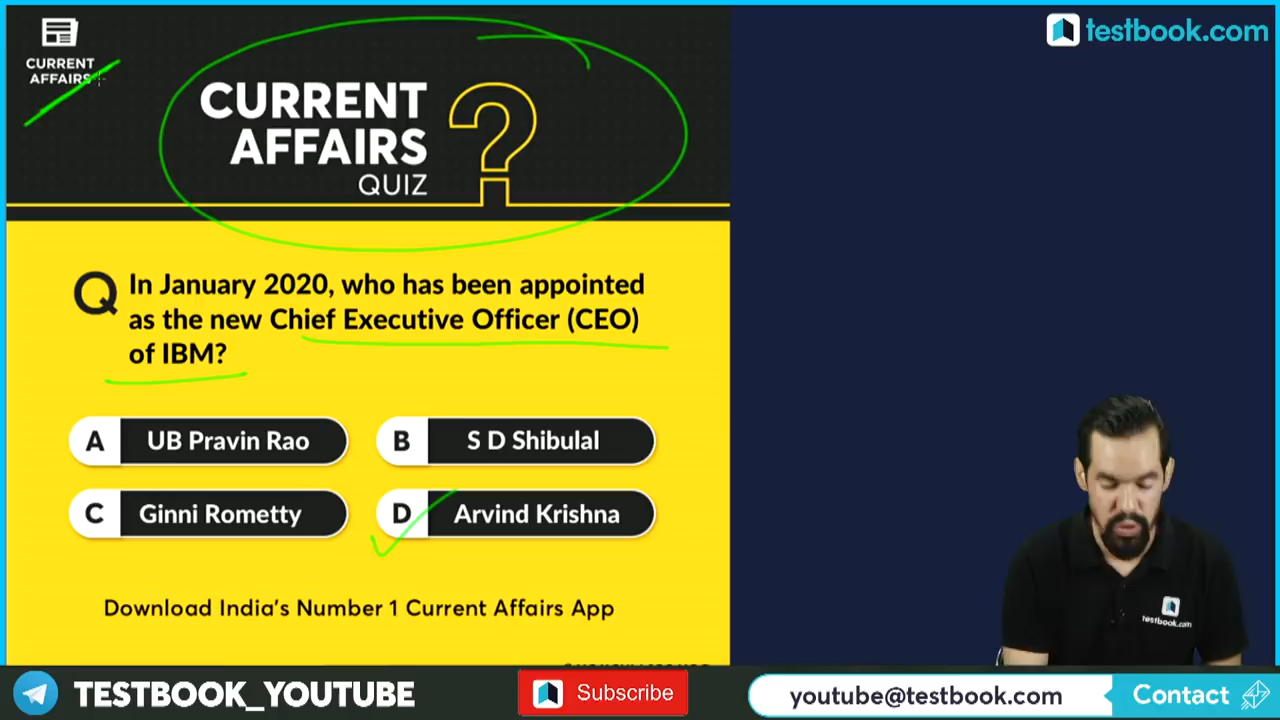 CURRENT
AFFAIRS
testbook.com
CURRENT
AFFAIRS
QUIZ
?
Q In January 2020, who has been appointed
as the new Chief Executive Officer (CEO)
of IBM?
A UB Pravin Rao
B S D Shibulal
C Ginni Rometty
D Arvind Krishna
Download India's Number 1 Current Affairs App
testbook.com
TESTBOOK_YOUTUBE
Subscribe
youtube@testbook.com
Contact